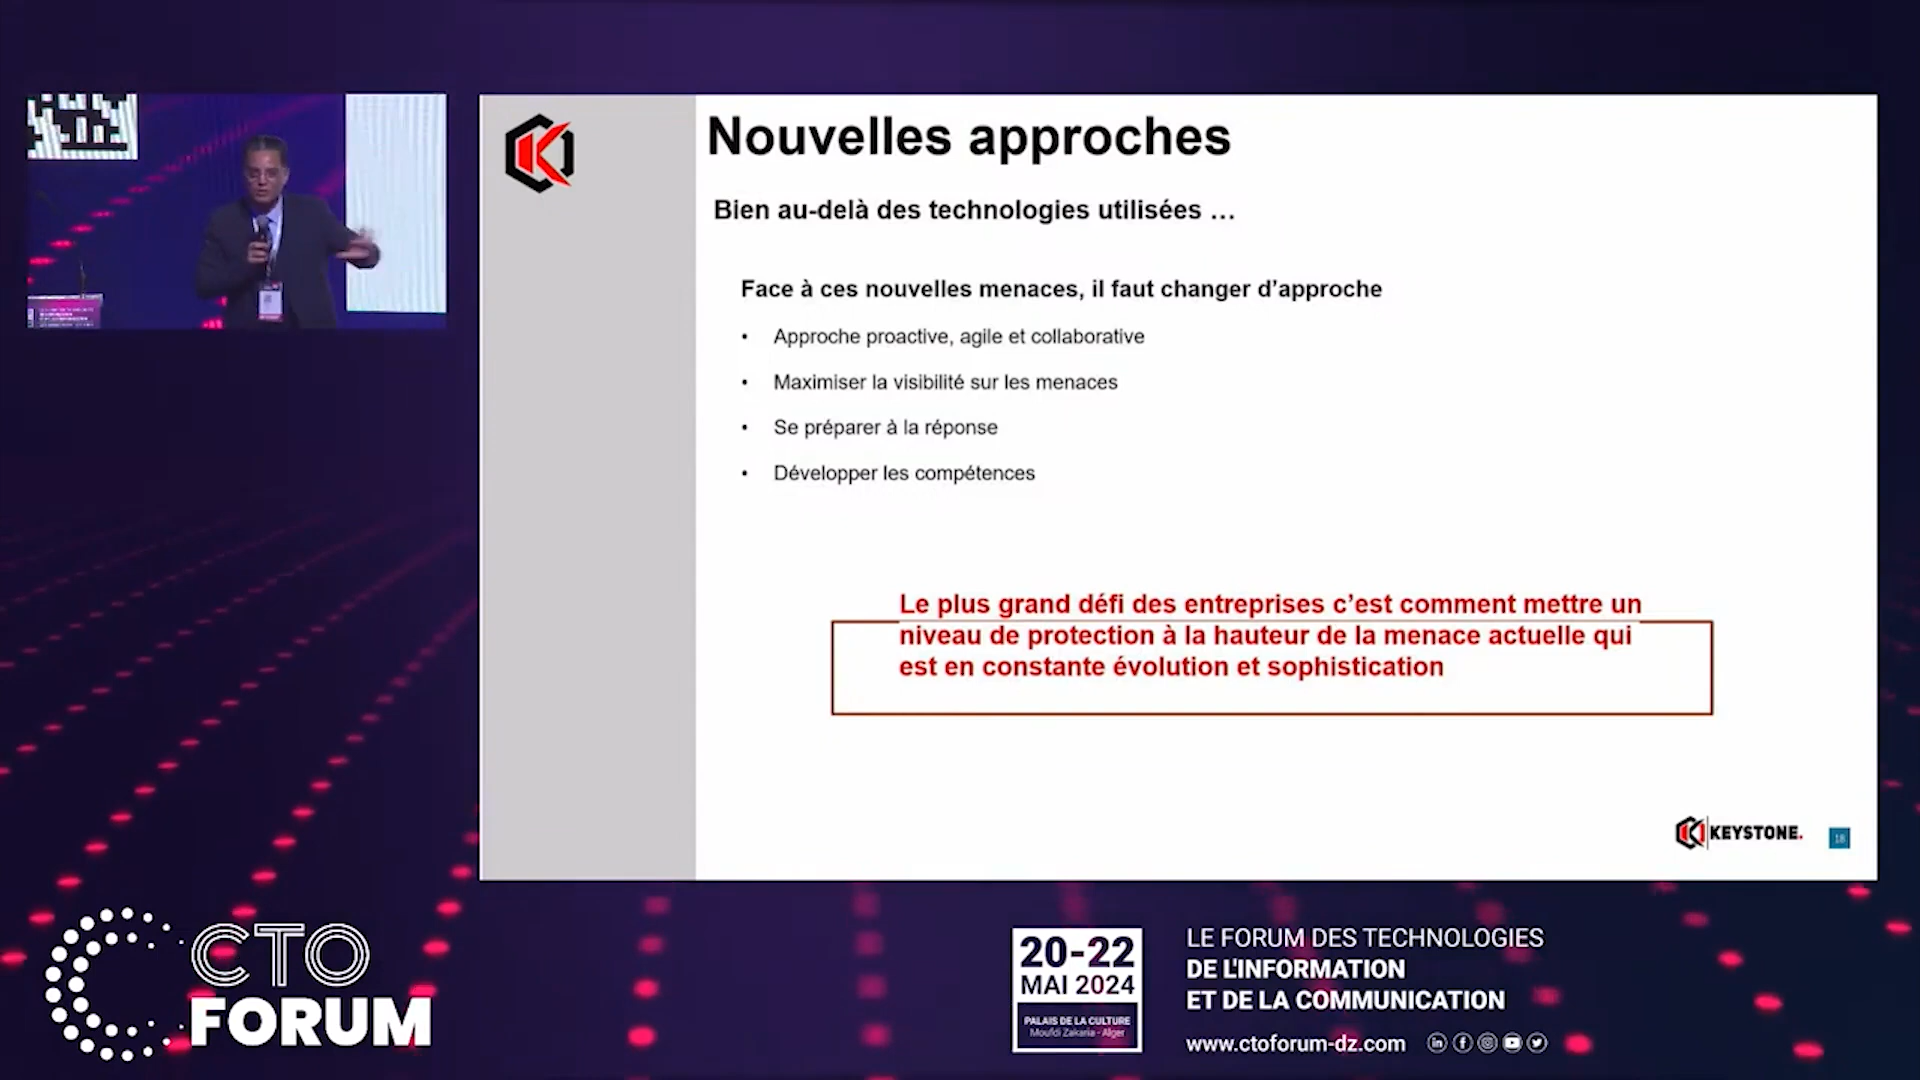 Nouvelles approches
Bien au-delà des technologies utilisées …
Face à ces nouvelles menaces, il faut changer d’approche
• Approche proactive, agile et collaborative
• Maximiser la visibilité sur les menaces
• Se préparer à la réponse
• Développer les compétences
Le plus grand défi des entreprises c’est comment mettre un
niveau de protection à la hauteur de la menace actuelle qui
est en constante évolution et sophistication
KEYSTONE.
18
CTO
FORUM
20-22
MAI 2024
PALAIS DE LA CULTURE
Moufdi Zakaria - Alger
LE FORUM DES TECHNOLOGIES
DE L'INFORMATION
ET DE LA COMMUNICATION
www.ctoforum-dz.com